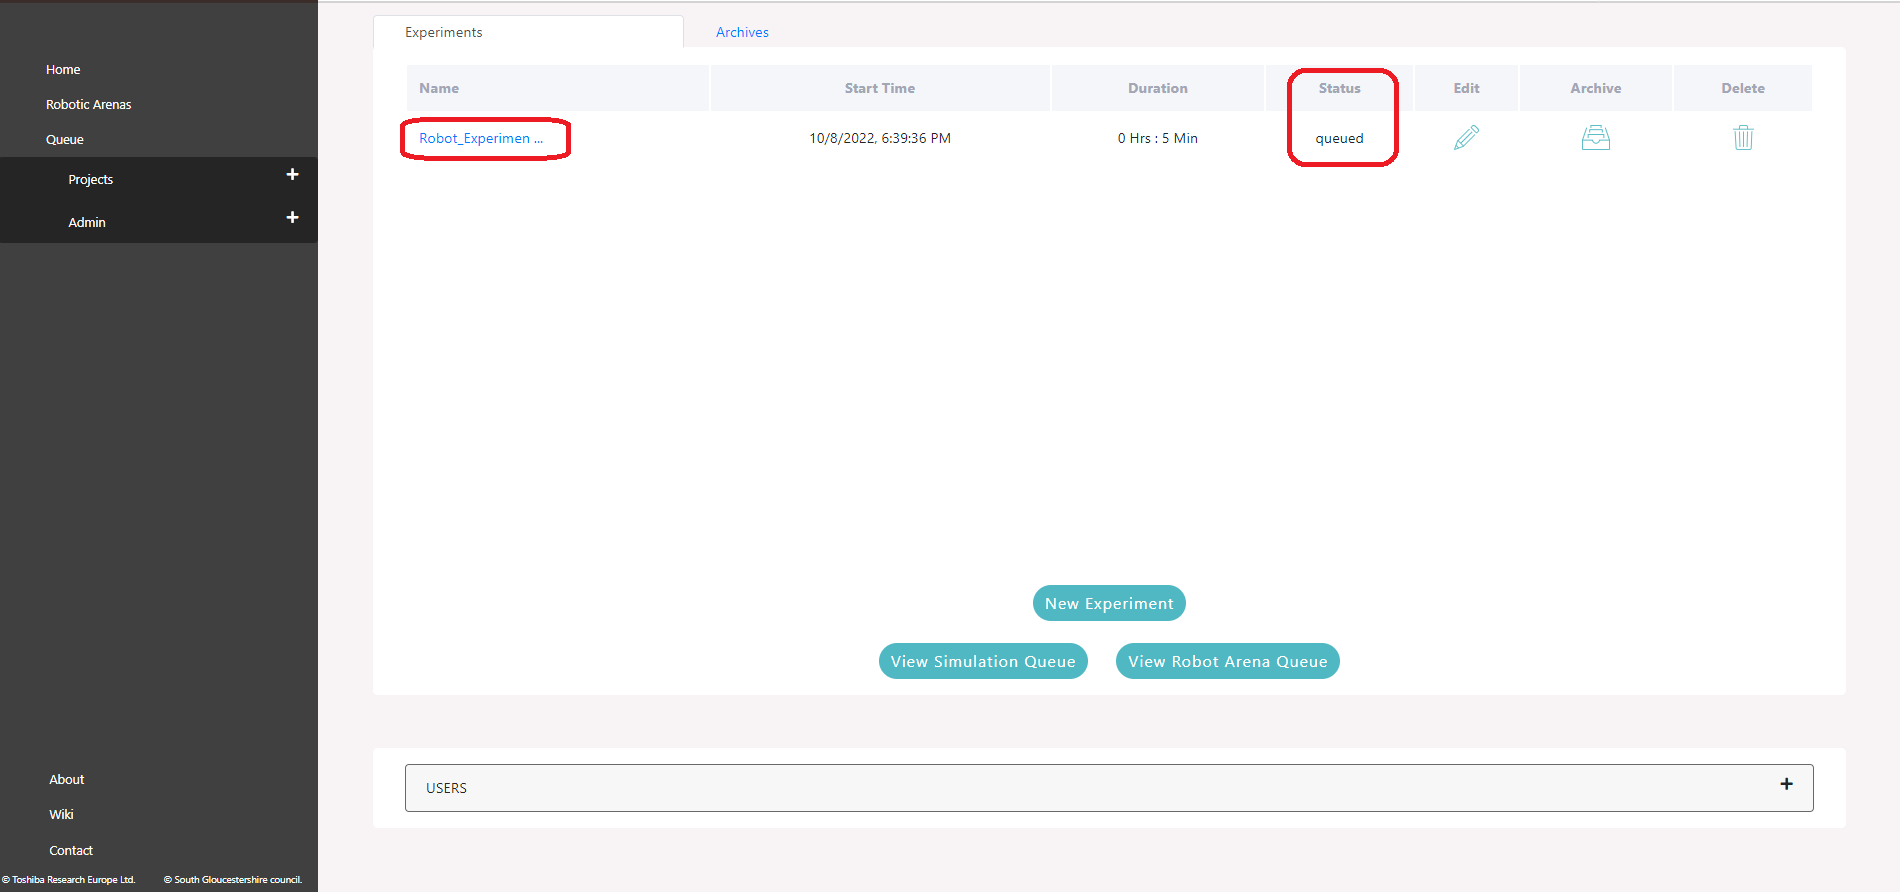 Home
Robotic Arenas
Queue
Projects
Admin
About
Wiki
Contact
© Toshiba Research Europe Ltd. © South Gloucestershire council.
Experiments Archives
Name Start Time Duration Status Edit Archive Delete
Robot_Experimen ... 10/8/2022, 6:39:36 PM 0 Hrs : 5 Min queued
New Experiment
View Simulation Queue View Robot Arena Queue
USERS